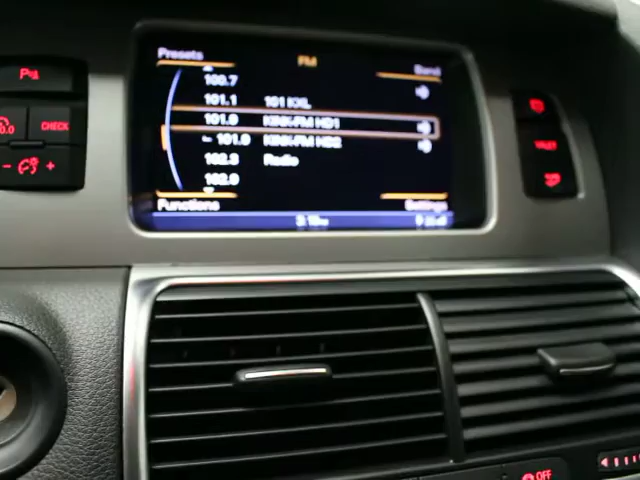 Presets FM Band
100.7
101.1 101 KXL
101.9 KINK-FM HD1
101.9 KINK-FM HD2
102.3 Radio
102.9
Functions Settings
CHECK
VALET
OFF